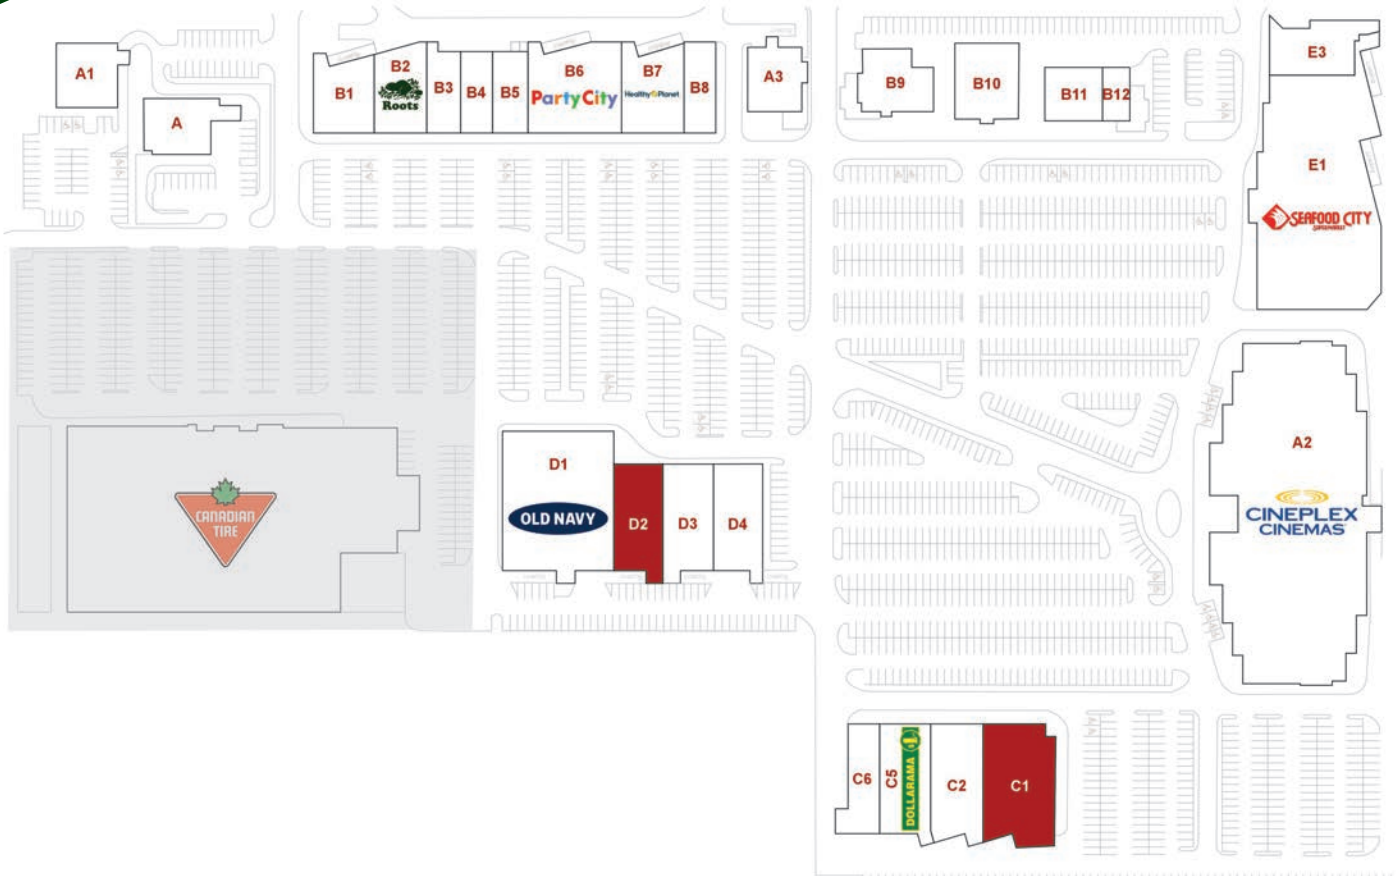 A1
A
B1
B2
Roots
B3
B4
B5
B6
Party City
B7
Healthy Planet
B8
A3
B9
B10
B11
B12
E3
E1
SEAFOOD CITY
SUPERMARKET
CANADIAN
TIRE
D1
OLD NAVY
D2
D3
D4
A2
CINEPLEX
CINEMAS
C6
C5
DOLLARAMA
C2
C1